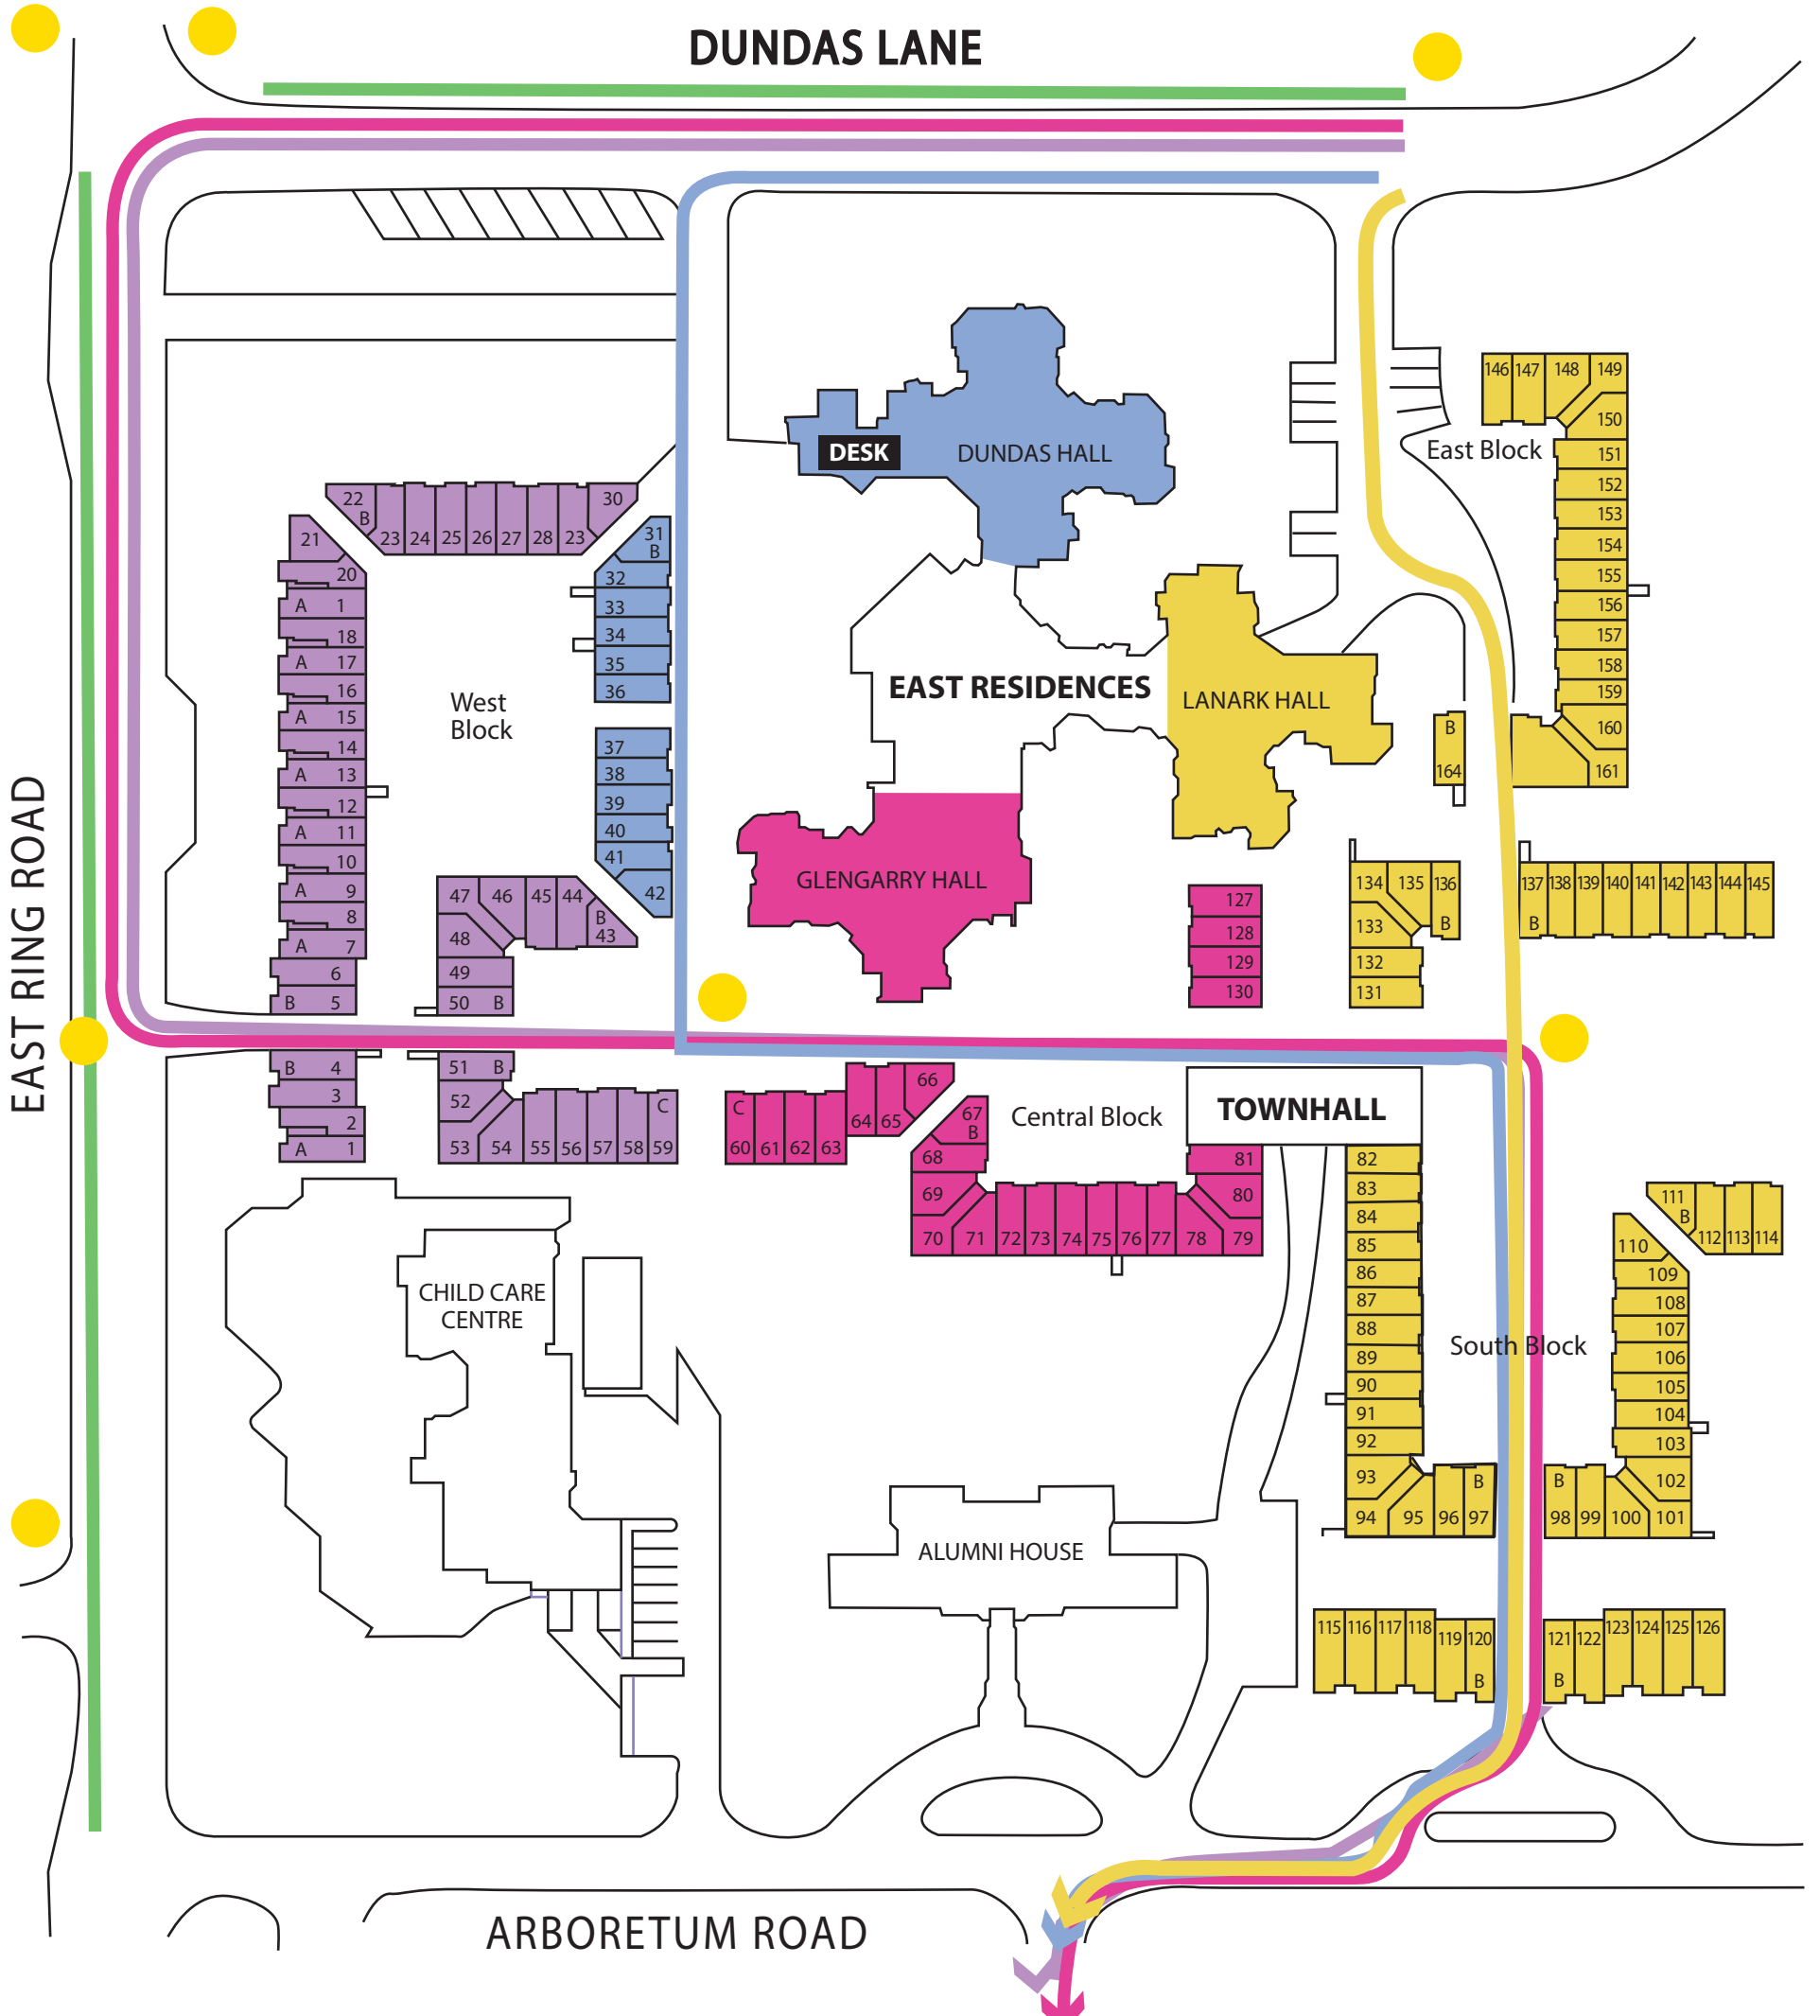 DUNDAS LANE
146 147 148 149
150
East Block
151
152
153
154
155
156
157
158
159
160
161
DESK
DUNDAS HALL
22
B
23 24 25 26 27 28 23
30
21
20
A 1
18
A 17
16
A 15
14
A 13
12
A 11
10
A 9
8
A 7
6
B 5
31
B
32
33
34
35
36
West
Block
37
38
39
40
41
42
EAST RESIDENCES
LANARK HALL
B
164
GLENGARRY HALL
EAST RING ROAD
47 46 45 44
B
43
48
49
50 B
127
128
129
130
134 135 136
B
133
132
131
137 138 139 140 141 142 143 144 145
B
B 4
3
2
A 1
51 B
52
53 54 55 56 57 58 59
C
C
60 61 62 63
64 65
66
67
B
68
69
70 71 72 73 74 75 76 77 78 79
80
81
Central Block
TOWNHALL
82
83
84
85
86
87
88
89
90
91
92
93
94 95 96 97
B
South Block
111
B
112 113 114
110
109
108
107
106
105
104
103
102
B
98 99 100 101
CHILD CARE
CENTRE
ALUMNI HOUSE
115 116 117 118 119 120
B
121 122 123 124 125 126
B
ARBORETUM ROAD